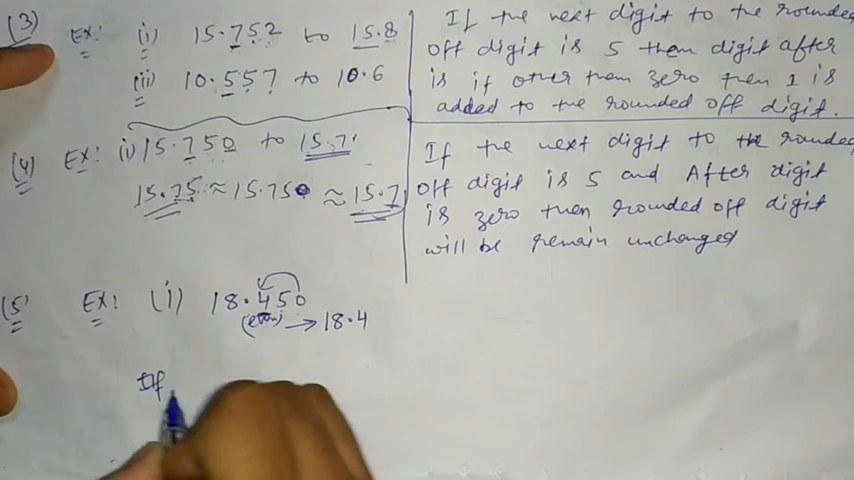 (3) Ex: (i) 15.752 to 15.8
(ii) 10.557 to 10.6
If the next digit to the rounded
off digit is 5 then digit after
is if other than zero then 1 is
added to the rounded off digit.
(4) Ex: (i) 15.750 to 15.7
15.75 ≈ 15.750 ≈ 15.7
If the next digit to the rounded
off digit is 5 and After digit
is zero then rounded off digit
will be remain unchanged
(5) Ex: (i) 18.450
(even) → 18.4
If